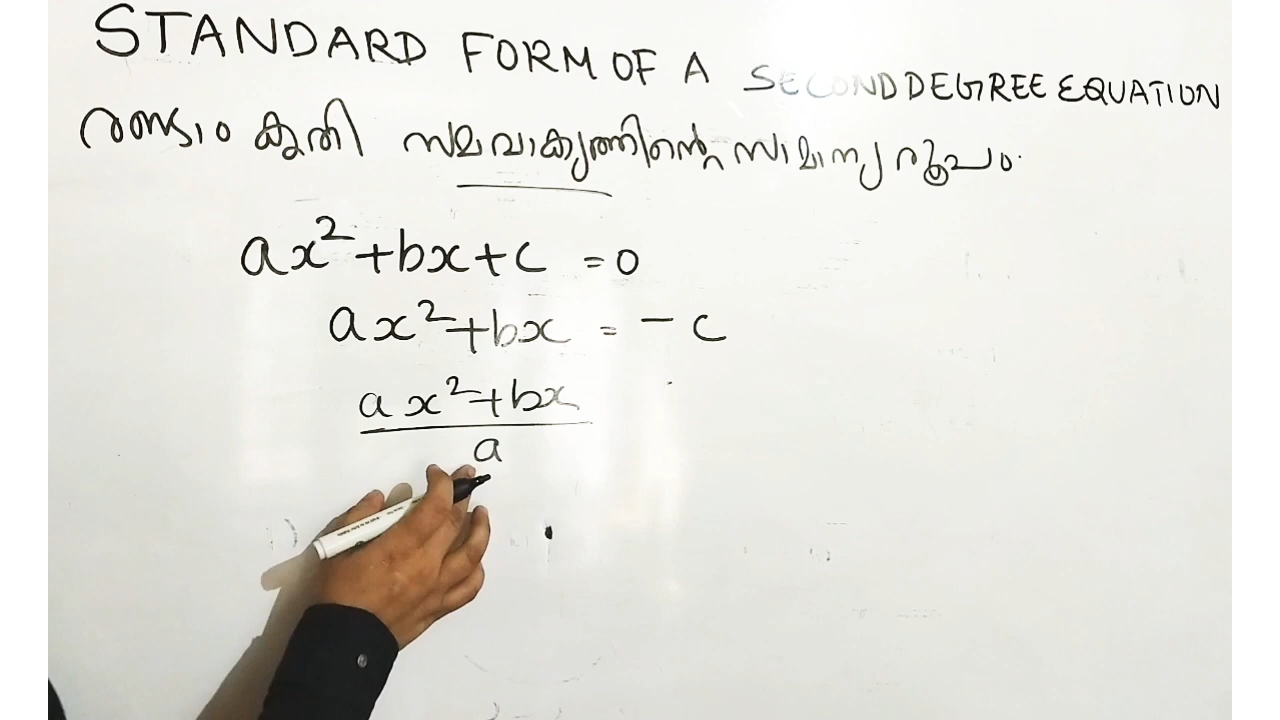 STANDARD FORM OF A SECOND DEGREE EQUATION
രണ്ടാം കൃതി സമവാക്യത്തിന്റെ സാമാന്യ രൂപം.
ax²+bx+c =0
ax²+bx = -c
ax²+bx
a